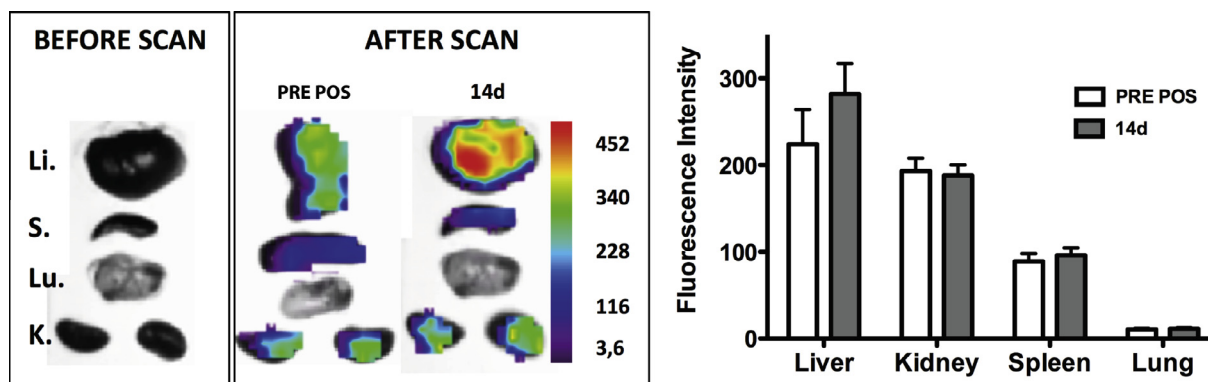 BEFORE SCAN
Li.
S.
Lu.
K.
AFTER SCAN
PRE POS
14d
452
340
228
116
3,6
Fluorescence Intensity
300
200
100
0
PRE POS
14d
Liver
Kidney
Spleen
Lung